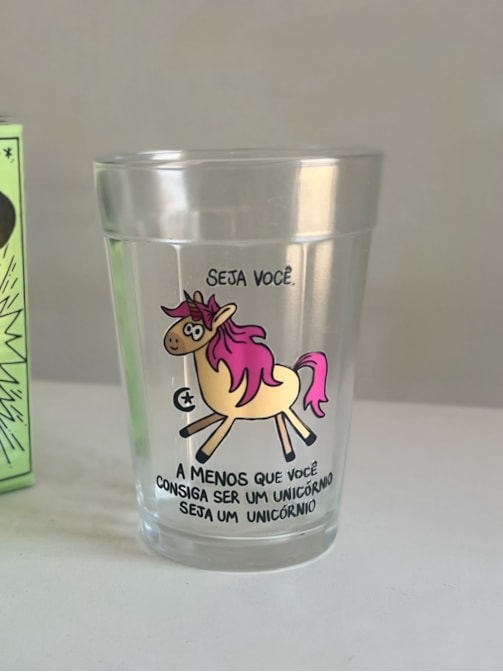 SEJA VOCÊ.
A MENOS QUE VOCÊ
CONSIGA SER UM UNICÓRNIO
SEJA UM UNICÓRNIO